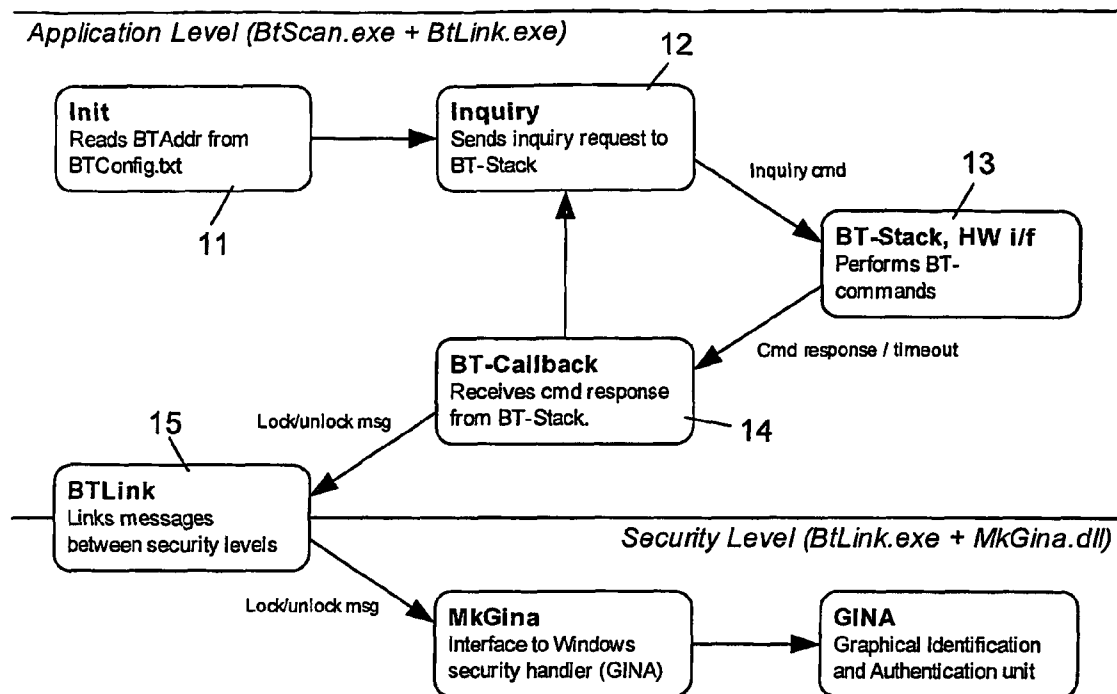 Application Level (BtScan.exe + BtLink.exe)
12
Init
Reads BTAddr from
BTConfig.txt
11
Inquiry
Sends inquiry request to
BT-Stack
Inquiry cmd
13
BT-Stack, HW i/f
Performs BT-
commands
Cmd response / timeout
BT-Callback
Receives cmd response
from BT-Stack.
14
Lock/unlock msg
15
BTLink
Links messages
between security levels
Security Level (BtLink.exe + MkGina.dll)
Lock/unlock msg
MkGina
Interface to Windows
security handler (GINA)
GINA
Graphical Identification
and Authentication unit